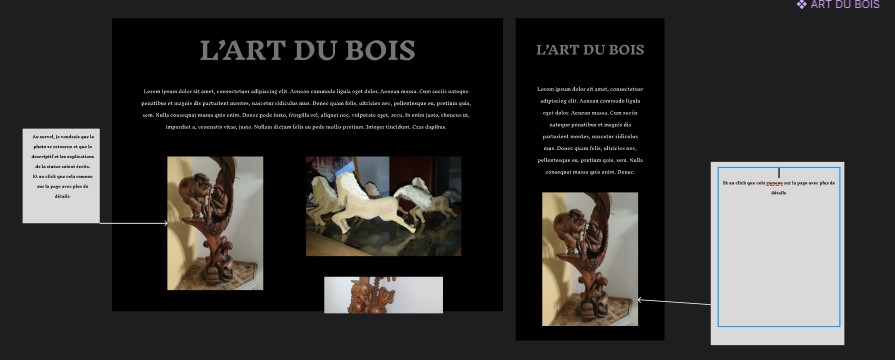 ART DU BOIS
L'ART DU BOIS
Lorem ipsum dolor sit amet, consectetuer adipiscing elit. Aenean commodo ligula eget dolor. Aenean massa. Cum sociis natoque
penatibus et magnis dis parturient montes, nascetur ridiculus mus. Donec quam felis, ultricies nec, pellentesque eu, pretium quis,
sem. Nulla consequat massa quis enim. Donec pede justo, fringilla vel, aliquet nec, vulputate eget, arcu. In enim justo, rhoncus ut,
imperdiet a, venenatis vitae, justo. Nullam dictum felis eu pede mollis pretium. Integer tincidunt. Cras dapibus.
L'ART DU BOIS
Lorem ipsum dolor sit amet, consectetuer
adipiscing elit. Aenean commodo ligula
eget dolor. Aenean massa. Cum sociis
natoque penatibus et magnis dis
parturient montes, nascetur ridiculus
mus. Donec quam felis, ultricies nec,
pellentesque eu, pretium quis, sem. Nulla
consequat massa quis enim. Donec.
Au survol, je voudrais que la
photo se retourne et que le
descriptif et les explications
de la statue soient écrits.
Et au click que cela ramene
sur la page avec plus de
détails
Et au click que cela ramene sur la page avec plus de
détails